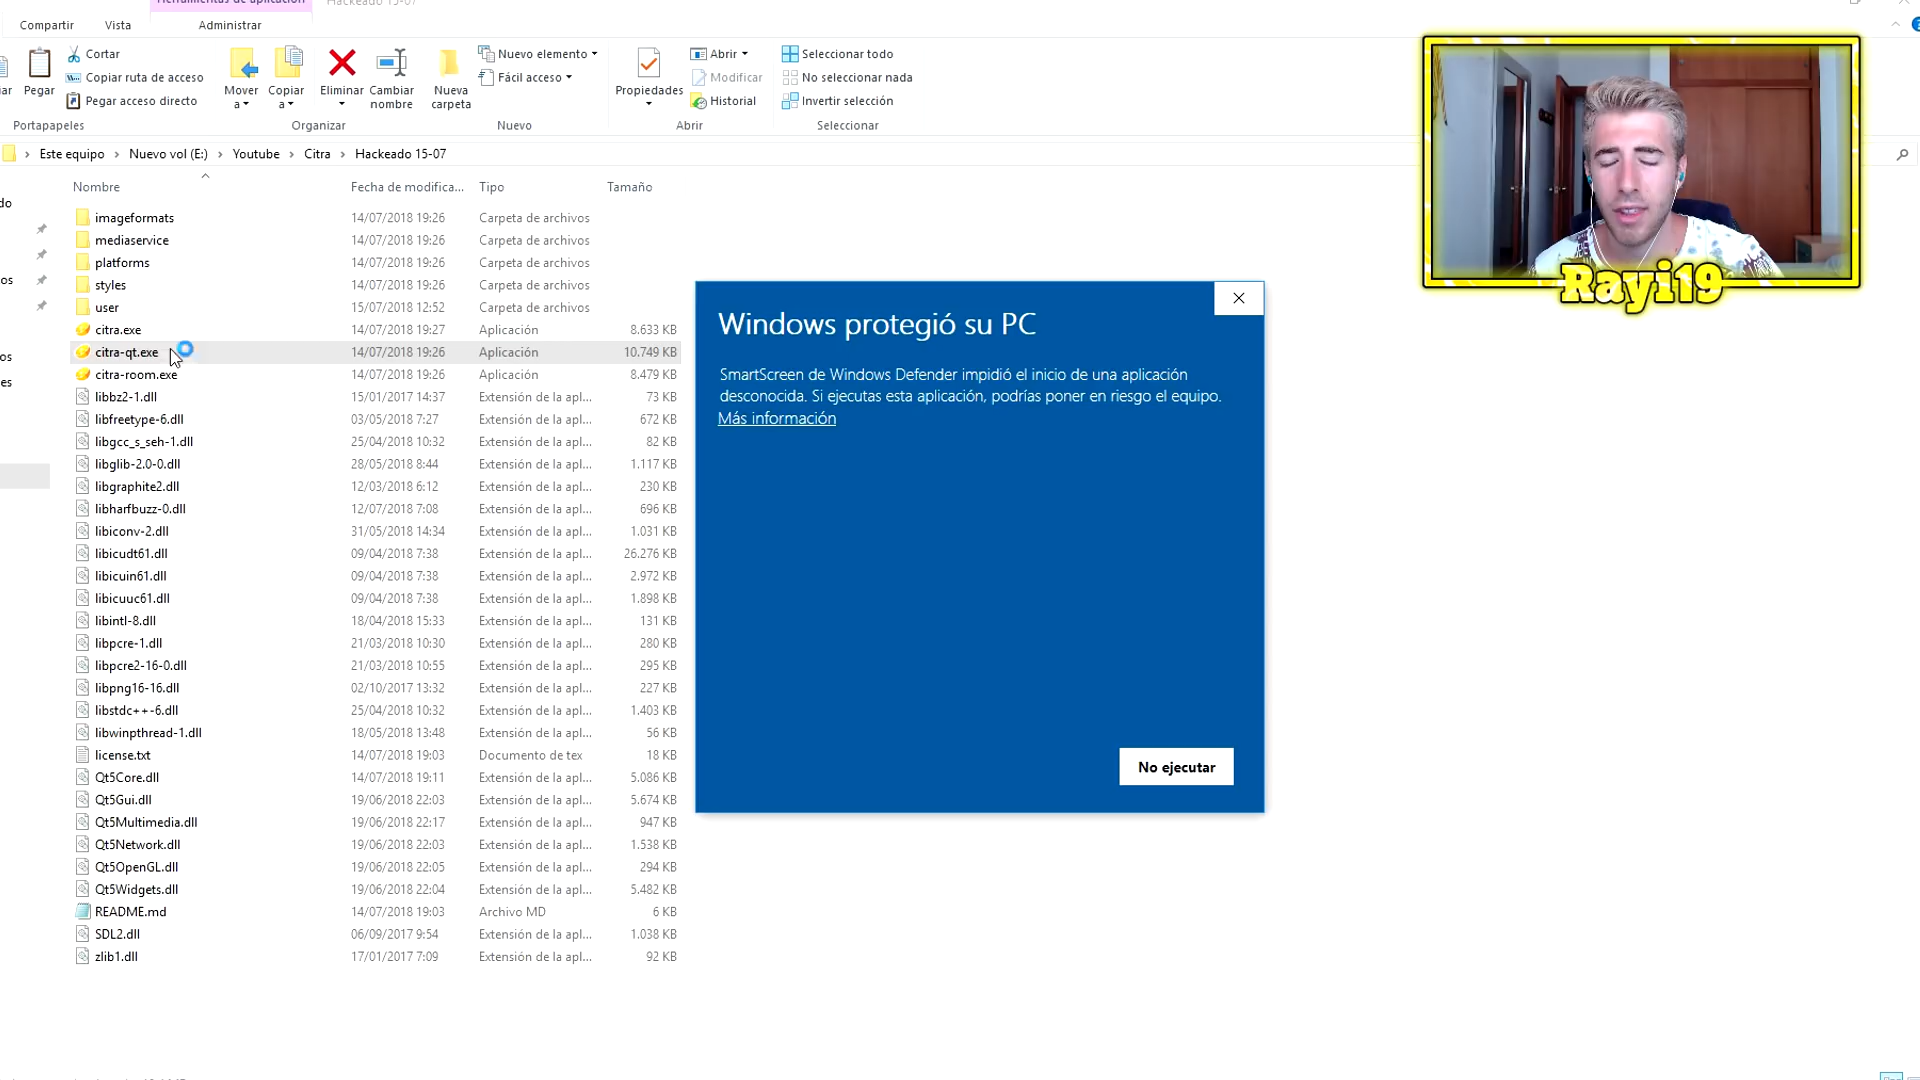 Herramientas de aplicación Hackeado 15-07
Compartir Vista Administrar
Pegar
Cortar
Copiar ruta de acceso
Pegar acceso directo
Portapapeles
Mover a
Copiar a
Eliminar
Cambiar nombre
Organizar
Nueva carpeta
Nuevo elemento
Fácil acceso
Nuevo
Propiedades
Abrir
Modificar
Historial
Abrir
Seleccionar todo
No seleccionar nada
Invertir selección
Seleccionar
Este equipo > Nuevo vol (E:) > Youtube > Citra > Hackeado 15-07
Nombre Fecha de modifica... Tipo Tamaño
imageformats 14/07/2018 19:26 Carpeta de archivos
mediaservice 14/07/2018 19:26 Carpeta de archivos
platforms 14/07/2018 19:26 Carpeta de archivos
styles 14/07/2018 19:26 Carpeta de archivos
user 15/07/2018 12:52 Carpeta de archivos
citra.exe 14/07/2018 19:27 Aplicación 8.633 KB
citra-qt.exe 14/07/2018 19:26 Aplicación 10.749 KB
citra-room.exe 14/07/2018 19:26 Aplicación 8.479 KB
libbz2-1.dll 15/01/2017 14:37 Extensión de la apl... 73 KB
libfreetype-6.dll 03/05/2018 7:27 Extensión de la apl... 672 KB
libgcc_s_seh-1.dll 25/04/2018 10:32 Extensión de la apl... 82 KB
libglib-2.0-0.dll 28/05/2018 8:44 Extensión de la apl... 1.117 KB
libgraphite2.dll 12/03/2018 6:12 Extensión de la apl... 230 KB
libharfbuzz-0.dll 12/07/2018 7:08 Extensión de la apl... 696 KB
libiconv-2.dll 31/05/2018 14:34 Extensión de la apl... 1.031 KB
libicudt61.dll 09/04/2018 7:38 Extensión de la apl... 26.276 KB
libicuin61.dll 09/04/2018 7:38 Extensión de la apl... 2.972 KB
libicuuc61.dll 09/04/2018 7:38 Extensión de la apl... 1.898 KB
libintl-8.dll 18/04/2018 15:33 Extensión de la apl... 131 KB
libpcre-1.dll 21/03/2018 10:30 Extensión de la apl... 280 KB
libpcre2-16-0.dll 21/03/2018 10:55 Extensión de la apl... 295 KB
libpng16-16.dll 02/10/2017 13:32 Extensión de la apl... 227 KB
libstdc++-6.dll 25/04/2018 10:32 Extensión de la apl... 1.403 KB
libwinpthread-1.dll 18/05/2018 13:48 Extensión de la apl... 56 KB
license.txt 14/07/2018 19:03 Documento de tex 18 KB
Qt5Core.dll 14/07/2018 19:11 Extensión de la apl... 5.086 KB
Qt5Gui.dll 19/06/2018 22:03 Extensión de la apl... 5.674 KB
Qt5Multimedia.dll 19/06/2018 22:17 Extensión de la apl... 947 KB
Qt5Network.dll 19/06/2018 22:03 Extensión de la apl... 1.538 KB
Qt5OpenGL.dll 19/06/2018 22:05 Extensión de la apl... 294 KB
Qt5Widgets.dll 19/06/2018 22:04 Extensión de la apl... 5.482 KB
README.md 14/07/2018 19:03 Archivo MD 6 KB
SDL2.dll 06/09/2017 9:54 Extensión de la apl... 1.038 KB
zlib1.dll 17/01/2017 7:09 Extensión de la apl... 92 KB
Windows protegió su PC
SmartScreen de Windows Defender impidió el inicio de una aplicación
desconocida. Si ejecutas esta aplicación, podrías poner en riesgo el equipo.
Más información
No ejecutar
Rayi19